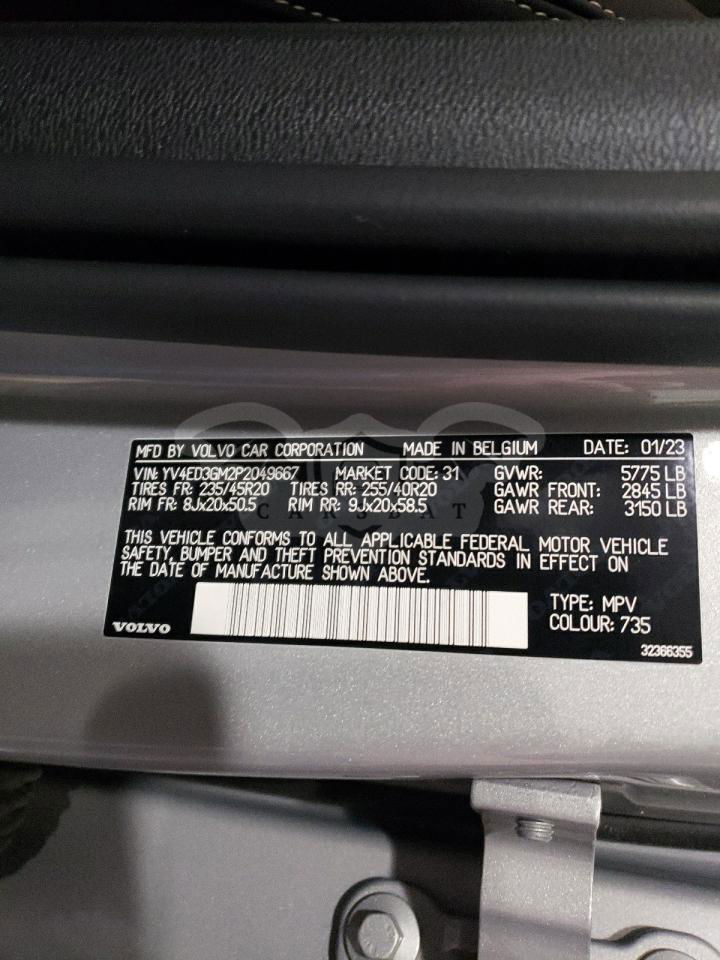 MFD BY VOLVO CAR CORPORATION MADE IN BELGIUM DATE: 01/23
VIN: YV4ED3GM2P2049667 MARKET CODE: 31 GVWR: 5775 LB
TIRES FR: 235/45R20 TIRES RR: 255/40R20 GAWR FRONT: 2845 LB
RIM FR: 8Jx20x50.5 RIM RR: 9Jx20x58.5 GAWR REAR: 3150 LB
CARSBAT
THIS VEHICLE CONFORMS TO ALL APPLICABLE FEDERAL MOTOR VEHICLE
SAFETY, BUMPER AND THEFT PREVENTION STANDARDS IN EFFECT ON
THE DATE OF MANUFACTURE SHOWN ABOVE.
TYPE: MPV
VOLVO COLOUR: 735
32366355